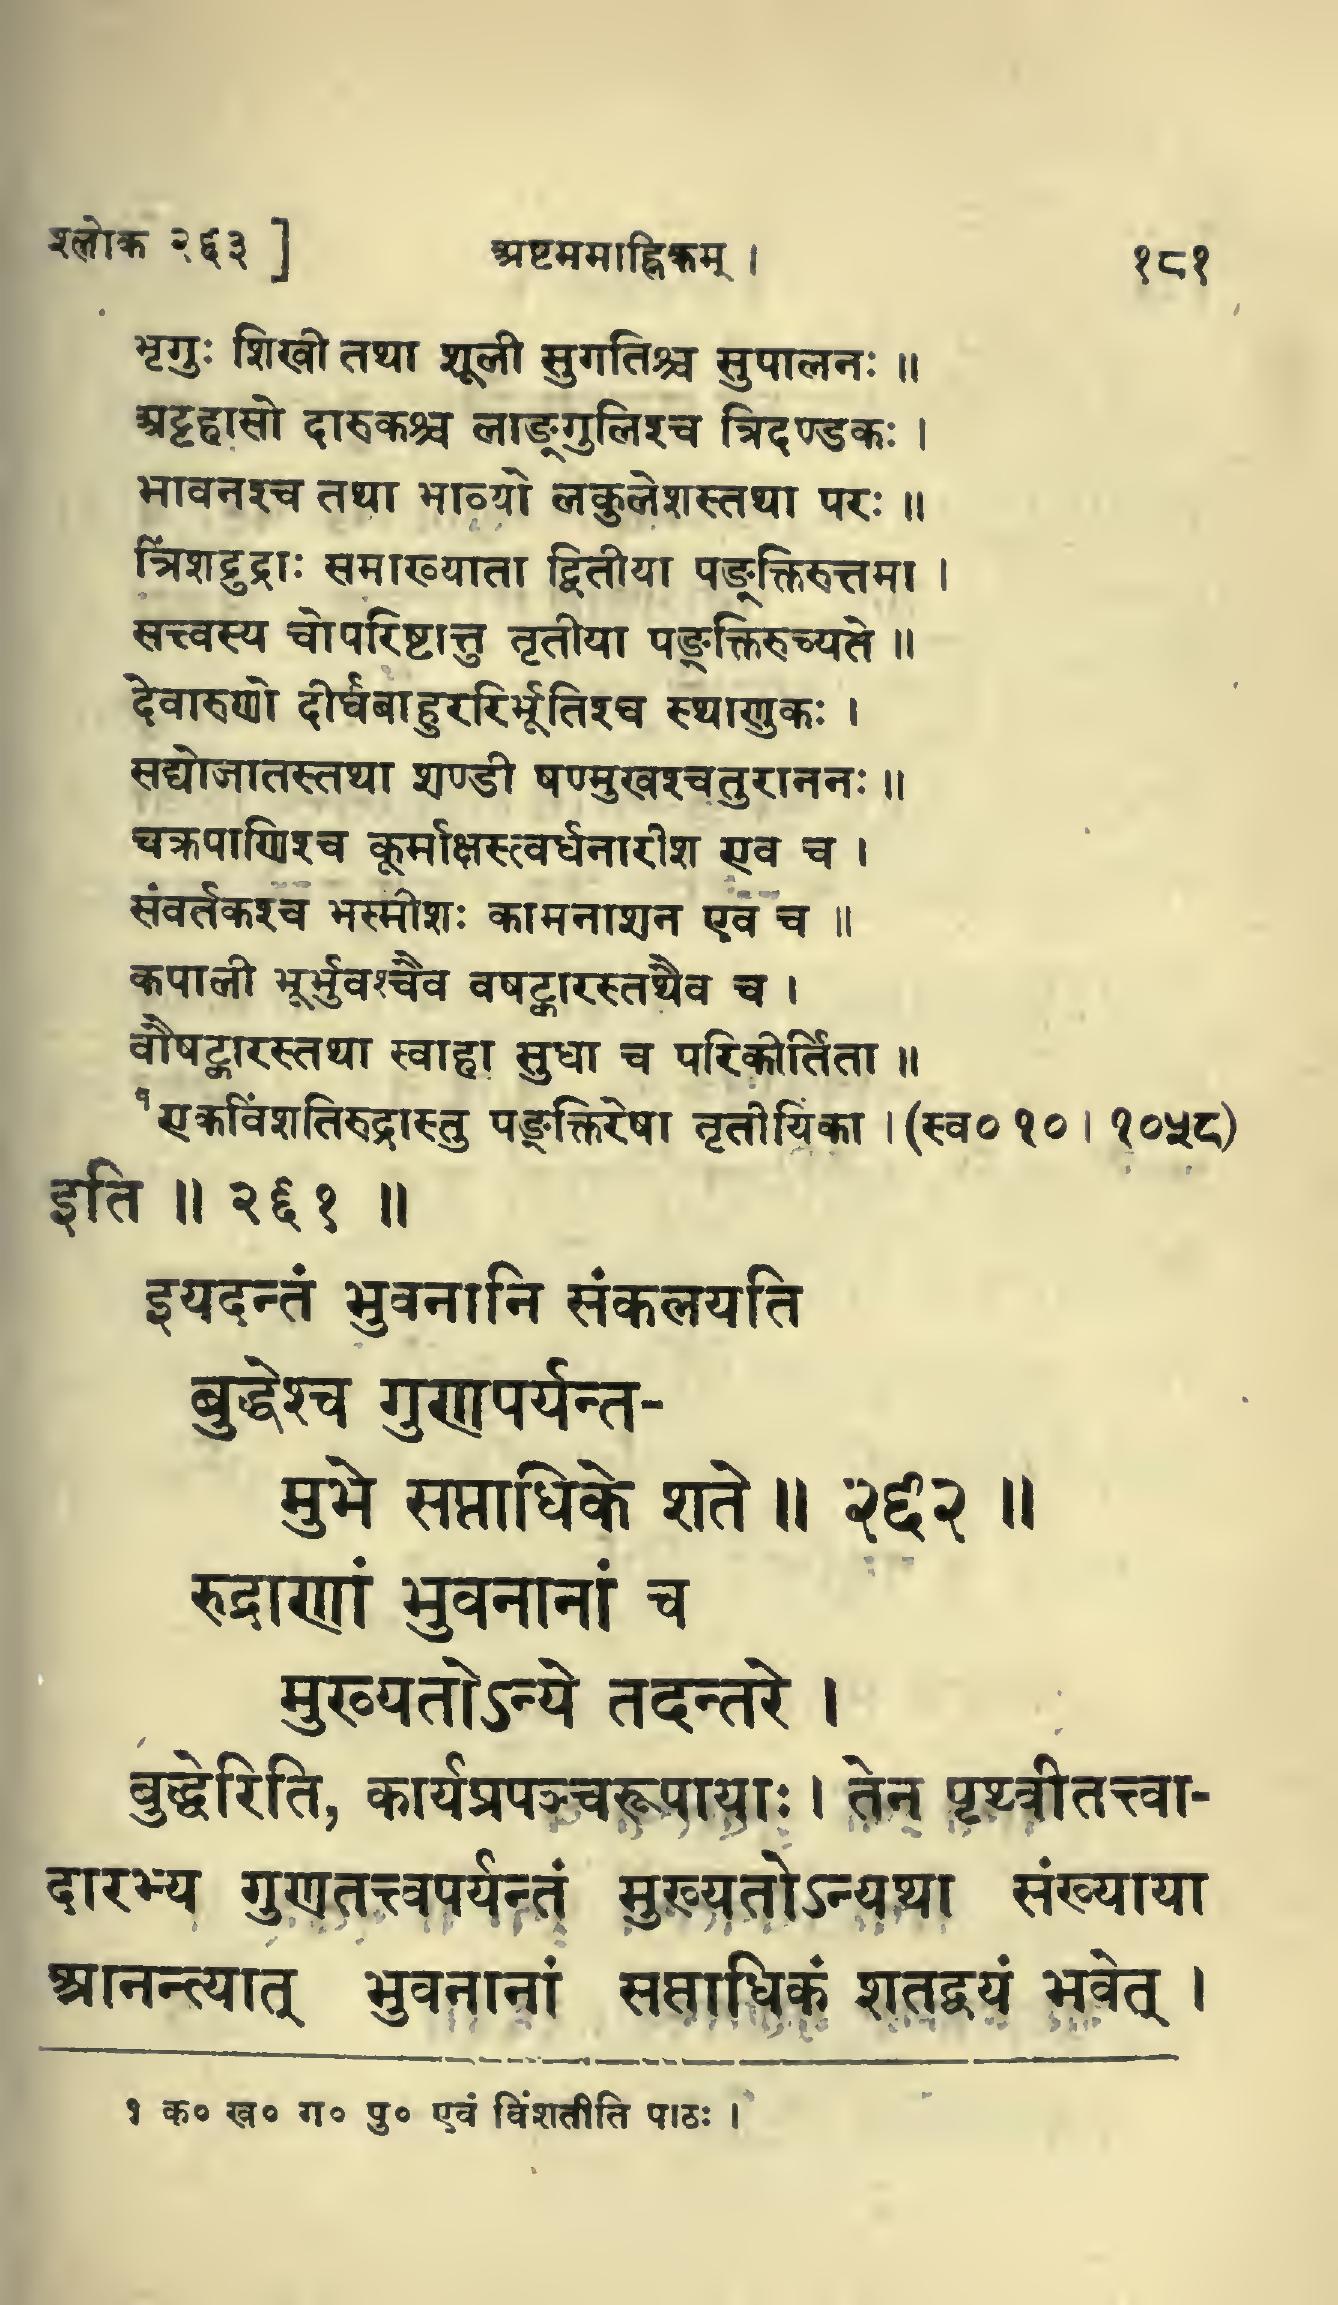 श्लोक २६३ ] अष्टममाह्निकम् । १८१
भृगुः शिखी तथा शूली सुगतिश्च सुपालनः ॥
अट्टहासो दारुकश्च लाङ्गुलिश्च त्रिदण्डकः ।
भावनश्च तथा भाव्यो लकुलेशस्तथा परः ॥
त्रिंशद्रुद्राः समाख्याता द्वितीया पङ्क्तिरुत्तमा ।
सत्त्वस्य चोपरिष्टात्तु तृतीया पङ्क्तिरुच्यते ॥
देवारुणो दीर्घबाहुररिर्भूतिश्च स्थाणुकः ।
सद्योजातस्तथा शण्डी षण्मुखश्चतुराननः ॥
चक्रपाणिश्च कूर्माक्षस्त्वर्धनारीश एव च ।
संवर्तकश्च भस्मीशः कामनाशन एव च ॥
कपाली भूर्भुवश्चैव वषट्कारस्तथैव च ।
वौषट्कारस्तथा स्वाहा सुधा च परिकीर्तिता ॥
१एकविंशतिरुद्रास्तु पङ्क्तिरेषा तृतीयिका । (स्व० १० । १०५८)
इति ॥ २६१ ॥
इयदन्तं भुवनानि संकलयति
बुद्धेश्च गुणपर्यन्त-
मुभे सप्ताधिके शते ॥ २६२ ॥
रुद्राणां भुवनानां च
मुख्यतोऽन्ये तदन्तरे ।
बुद्धेरिति, कार्यप्रपञ्चरूपायाः । तेन पृथ्वीतत्त्वा-
दारभ्य गुणतत्त्वपर्यन्तं मुख्यतोऽन्यथा संख्याया
आनन्त्यात् भुवनानां सप्ताधिकं शतद्वयं भवेत् ।
१ क० ख० ग० पु० एवं विंशतीति पाठः ।